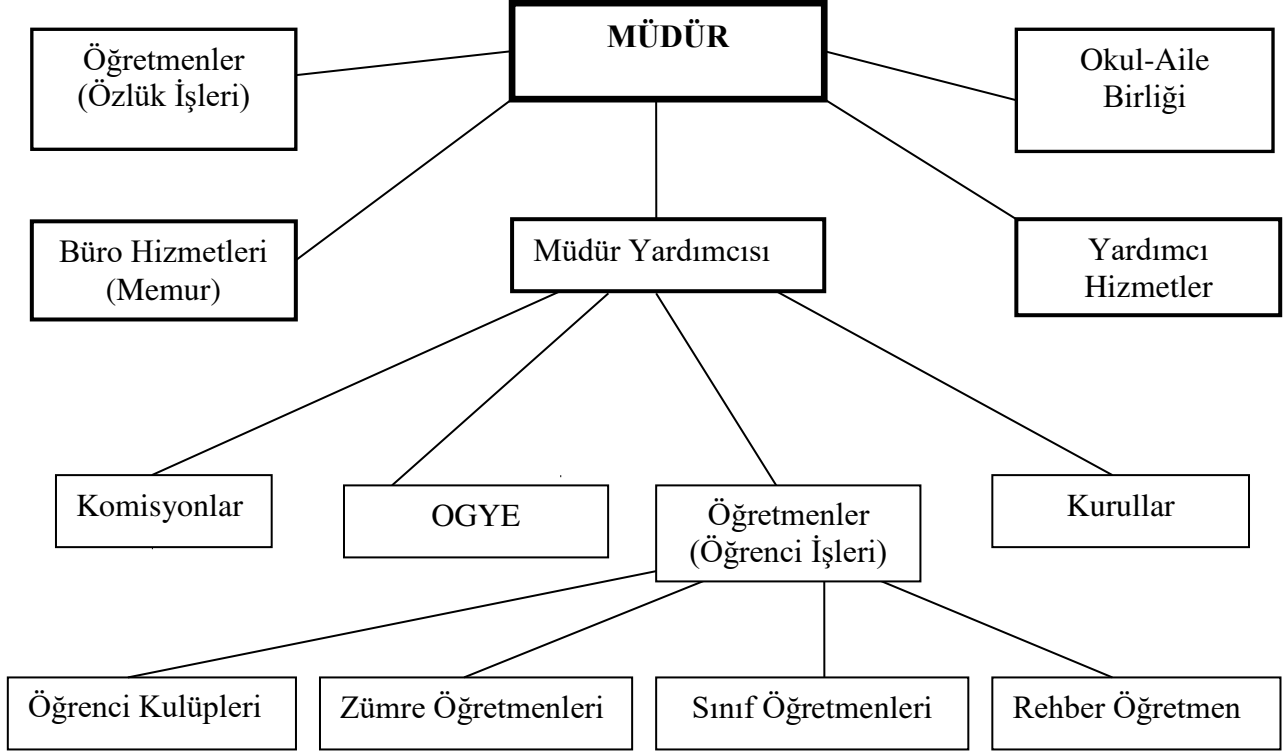 MÜDÜR
Öğretmenler
(Özlük İşleri)
Okul-Aile
Birliği
Büro Hizmetleri
(Memur)
Müdür Yardımcısı
Yardımcı
Hizmetler
Komisyonlar
OGYE
Öğretmenler
(Öğrenci İşleri)
Kurullar
Öğrenci Kulüpleri
Zümre Öğretmenleri
Sınıf Öğretmenleri
Rehber Öğretmen